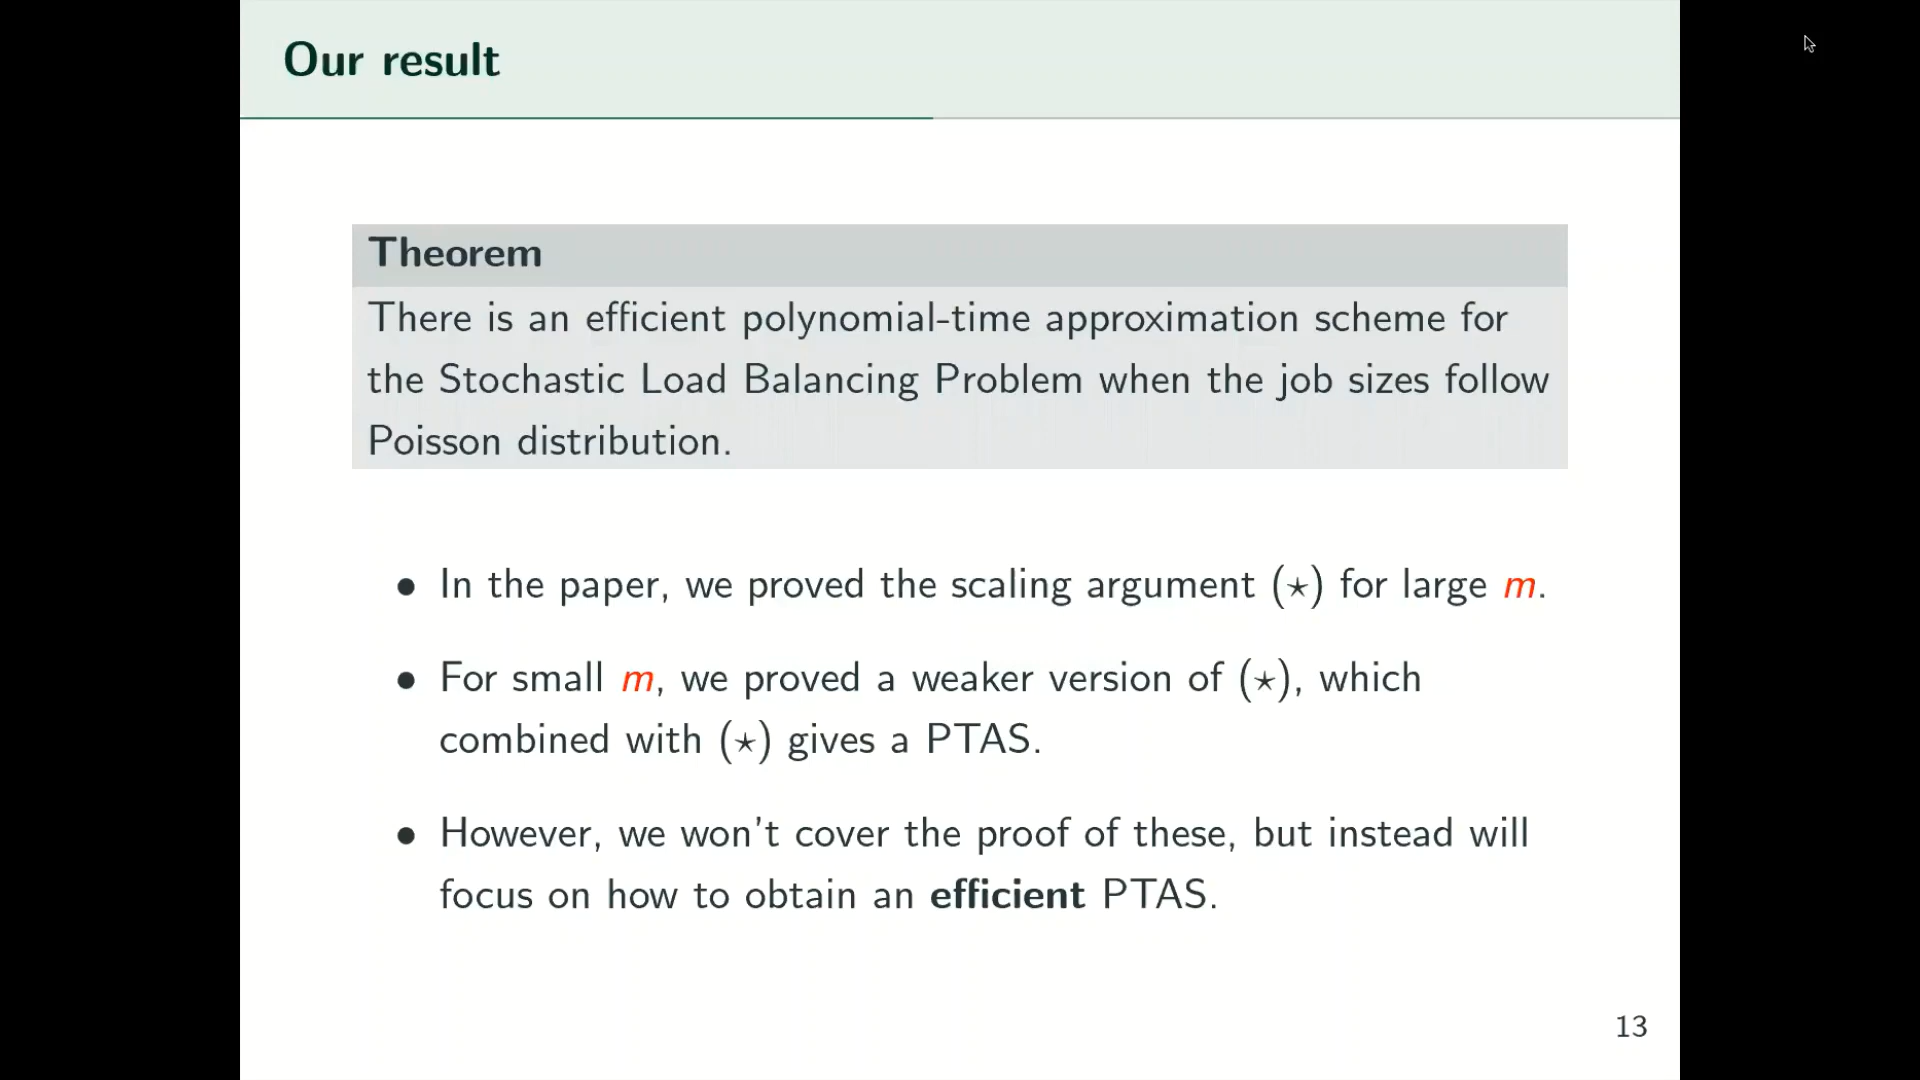 Our result
Theorem
There is an efficient polynomial-time approximation scheme for
the Stochastic Load Balancing Problem when the job sizes follow
Poisson distribution.
• In the paper, we proved the scaling argument (⋆) for large m.
• For small m, we proved a weaker version of (⋆), which
combined with (⋆) gives a PTAS.
• However, we won't cover the proof of these, but instead will
focus on how to obtain an efficient PTAS.
13